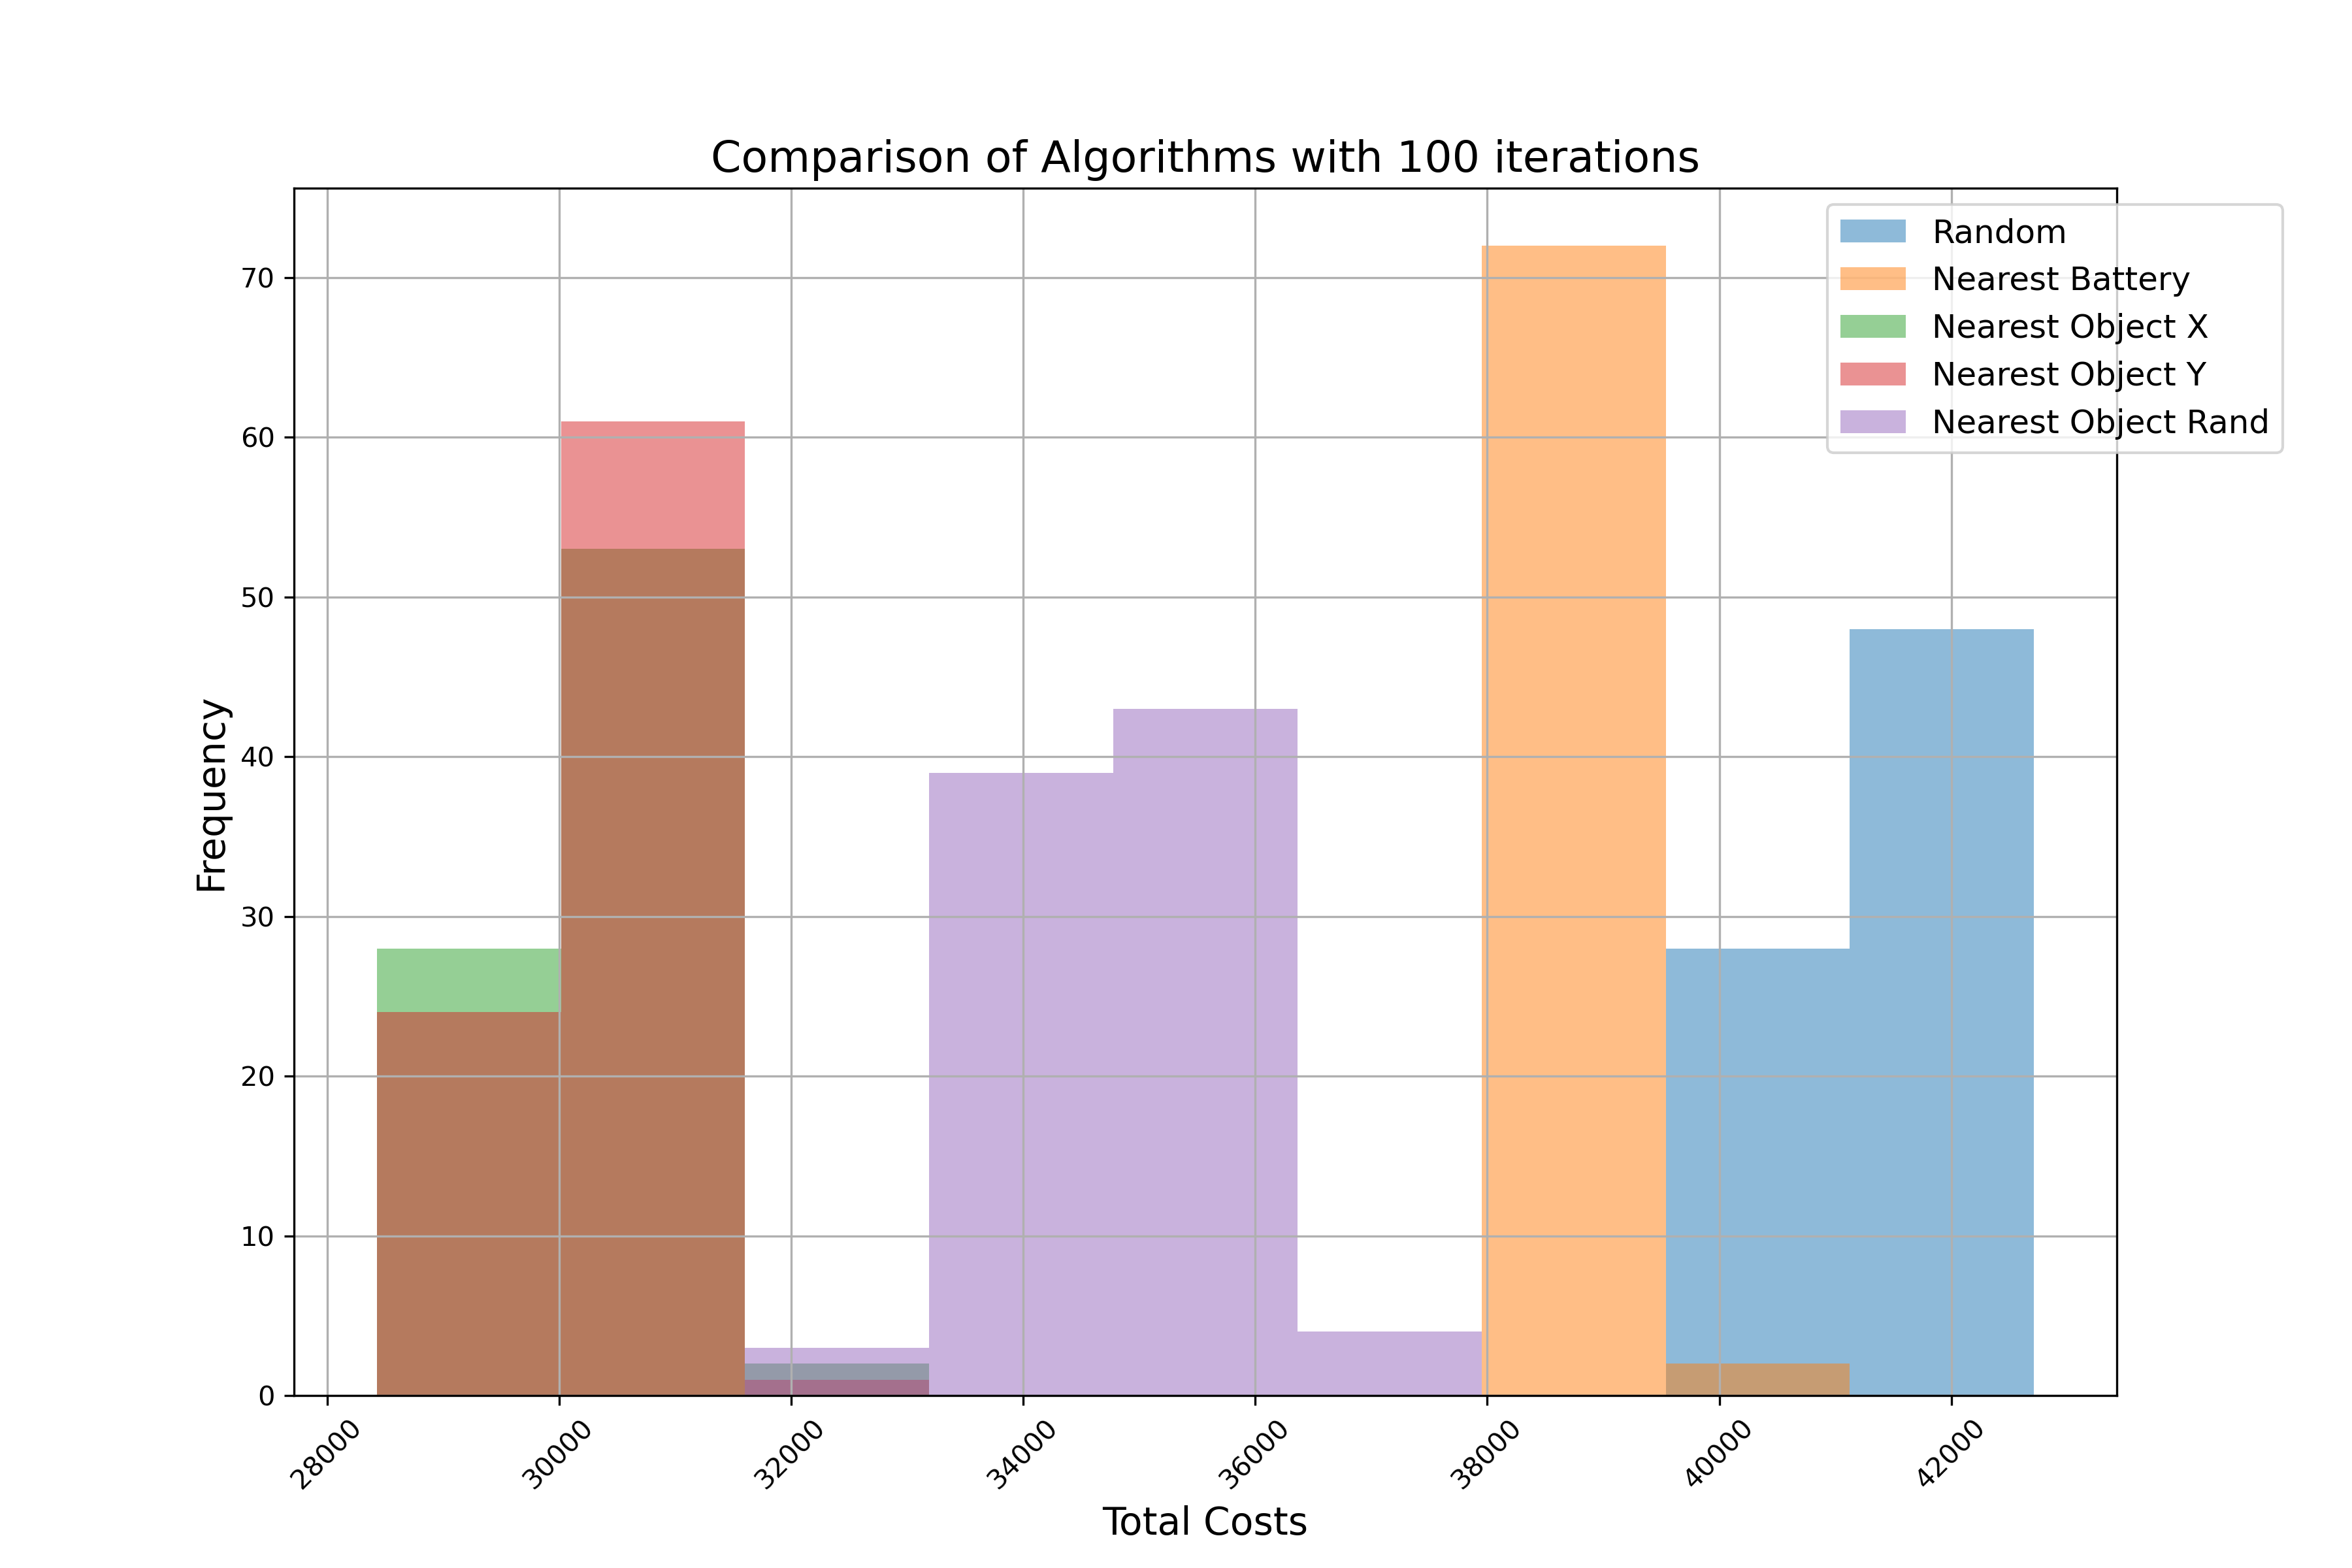 Comparison of Algorithms with 100 iterations
Random
Nearest Battery
Nearest Object X
Nearest Object Y
Nearest Object Rand
Frequency
70
60
50
40
30
20
10
0
28000
30000
32000
34000
36000
38000
40000
42000
Total Costs